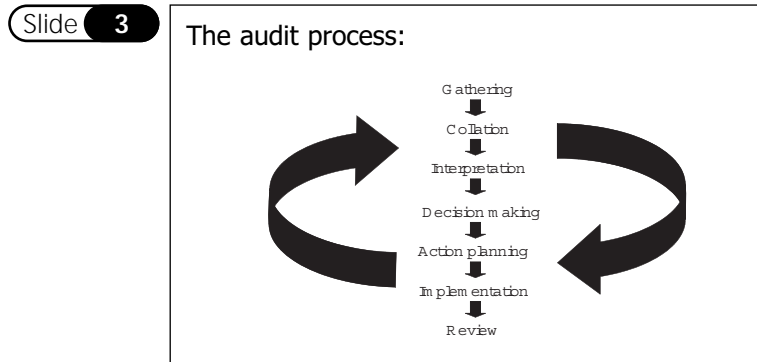 Slide 3
The audit process:
Gathering
Collation
Interpretation
Decision making
Action planning
Implementation
Review